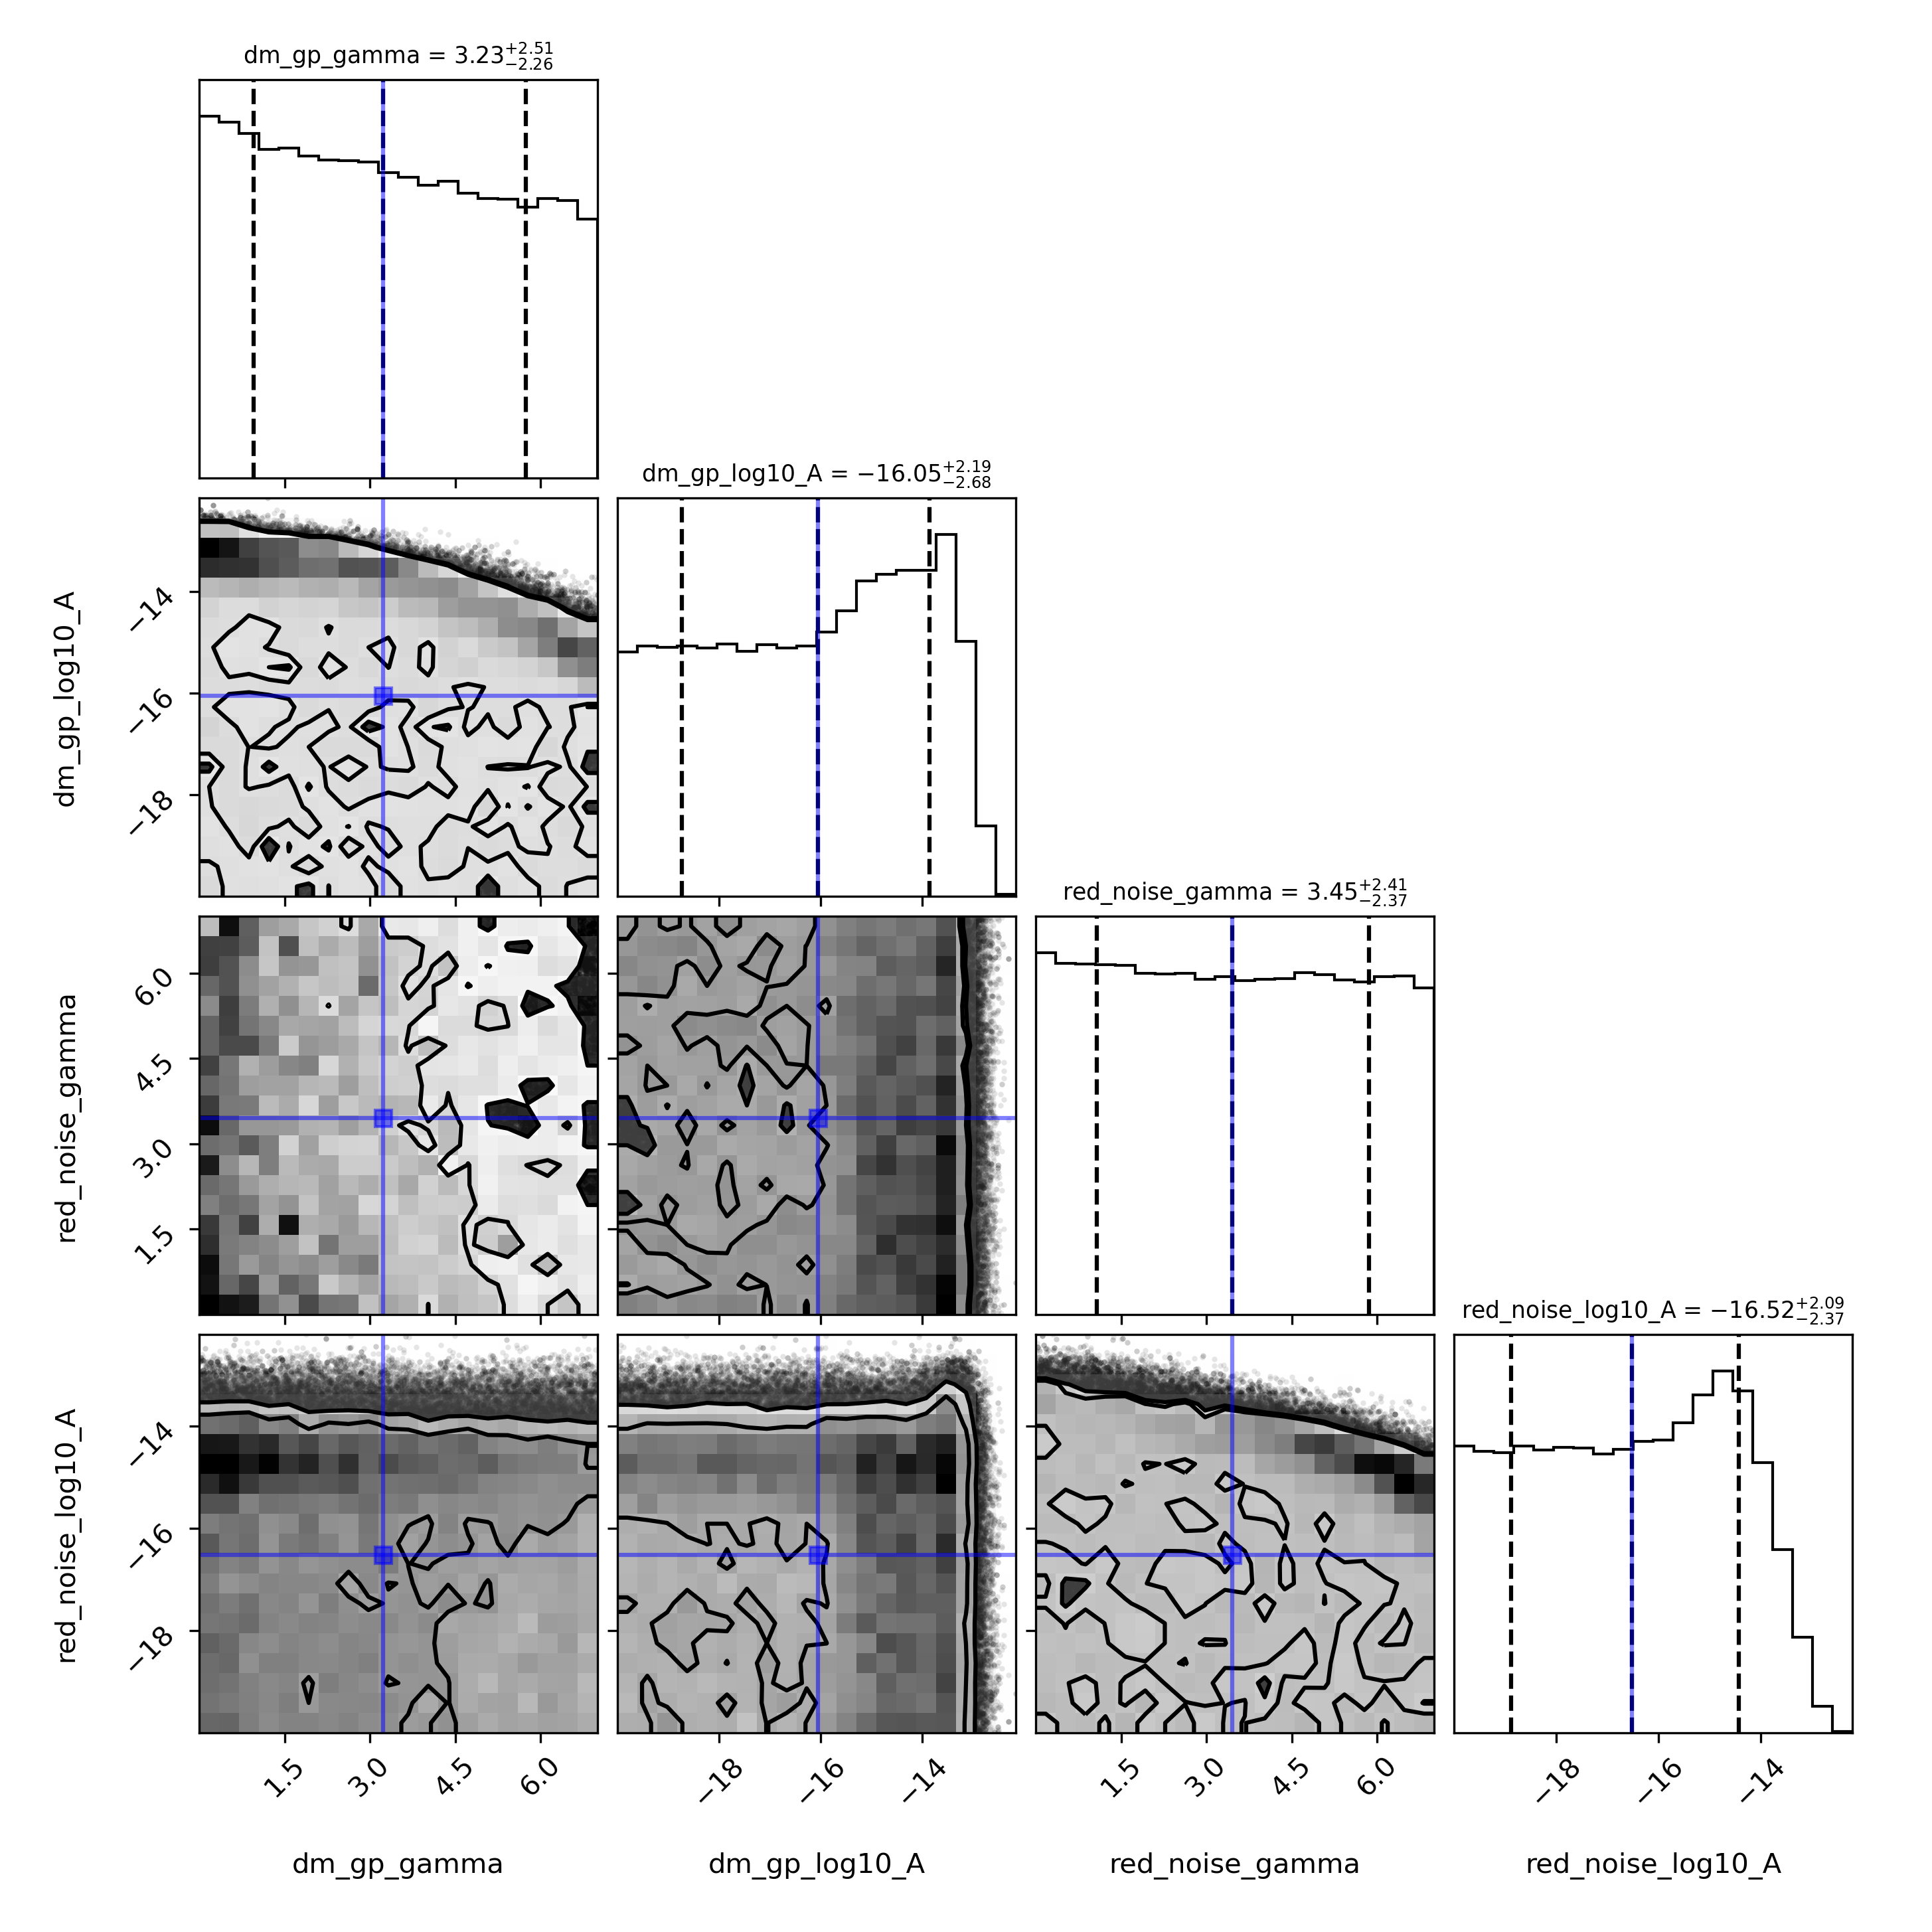 dm_gp_gamma = 3.23+2.51−2.26
dm_gp_log10_A = −16.05+2.19−2.68
−14
−16
−18
dm_gp_log10_A
red_noise_gamma = 3.45+2.41−2.37
6.0
4.5
3.0
1.5
red_noise_gamma
red_noise_log10_A = −16.52+2.09−2.37
−14
−16
−18
red_noise_log10_A
1.5 3.0 4.5 6.0 −18 −16 −14 1.5 3.0 4.5 6.0 −18 −16 −14
dm_gp_gamma dm_gp_log10_A red_noise_gamma red_noise_log10_A